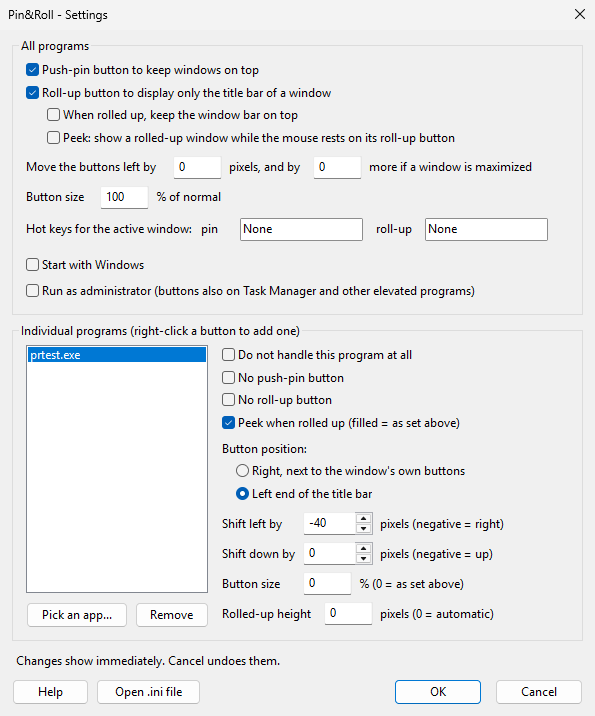 Pin&Roll - Settings
All programs
Push-pin button to keep windows on top
Roll-up button to display only the title bar of a window
When rolled up, keep the window bar on top
Peek: show a rolled-up window while the mouse rests on its roll-up button
Move the buttons left by 0 pixels, and by 0 more if a window is maximized
Button size 100 % of normal
Hot keys for the active window: pin None roll-up None
Start with Windows
Run as administrator (buttons also on Task Manager and other elevated programs)
Individual programs (right-click a button to add one)
prtest.exe
Do not handle this program at all
No push-pin button
No roll-up button
Peek when rolled up (filled = as set above)
Button position:
Right, next to the window's own buttons
Left end of the title bar
Shift left by -40 pixels (negative = right)
Shift down by 0 pixels (negative = up)
Button size 0 % (0 = as set above)
Rolled-up height 0 pixels (0 = automatic)
Pick an app... Remove
Changes show immediately. Cancel undoes them.
Help Open .ini file OK Cancel